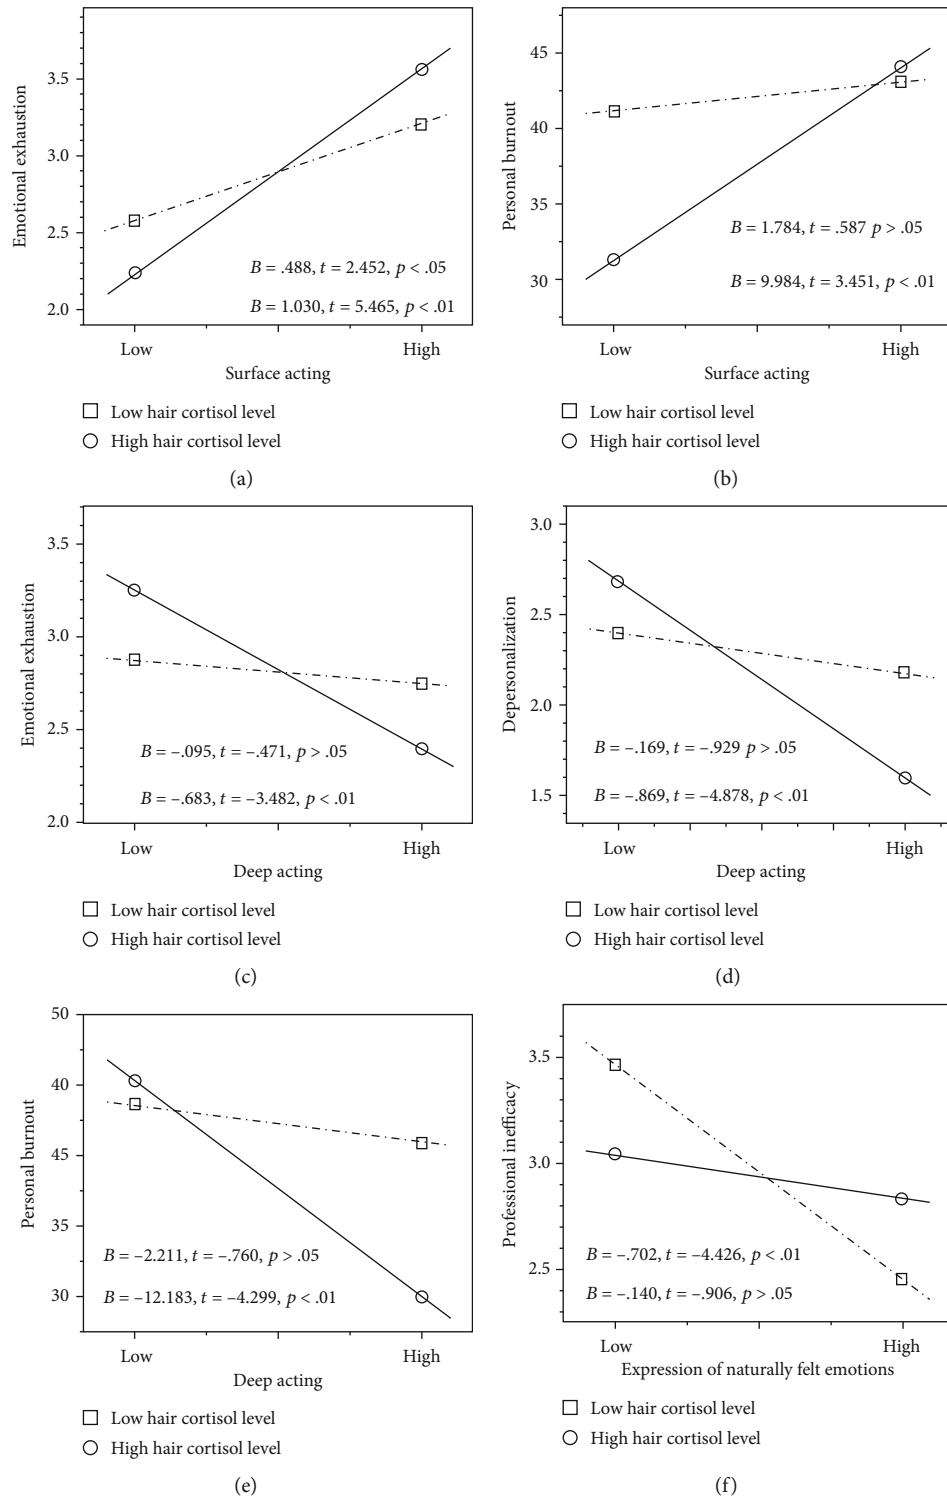 Emotional exhaustion
3.5
3.0
2.5
2.0
B = .488, t = 2.452, p < .05
B = 1.030, t = 5.465, p < .01
Low
High
Surface acting
Low hair cortisol level
High hair cortisol level
(a)
Personal burnout
45
40
35
30
B = 1.784, t = .587 p > .05
B = 9.984, t = 3.451, p < .01
Low
High
Surface acting
Low hair cortisol level
High hair cortisol level
(b)
Emotional exhaustion
3.5
3.0
2.5
2.0
B = –.095, t = –.471, p > .05
B = –.683, t = –3.482, p < .01
Low
High
Deep acting
Low hair cortisol level
High hair cortisol level
(c)
Depersonalization
3.0
2.5
2.0
1.5
B = –.169, t = –.929 p > .05
B = –.869, t = –4.878, p < .01
Low
High
Deep acting
Low hair cortisol level
High hair cortisol level
(d)
Personal burnout
50
40
45
35
30
B = –2.211, t = –.760, p > .05
B = –12.183, t = –4.299, p < .01
Low
High
Deep acting
Low hair cortisol level
High hair cortisol level
(e)
Professional inefficacy
3.5
3.0
2.5
B = –.702, t = –4.426, p < .01
B = –.140, t = –.906, p > .05
Low
High
Expression of naturally felt emotions
Low hair cortisol level
High hair cortisol level
(f)